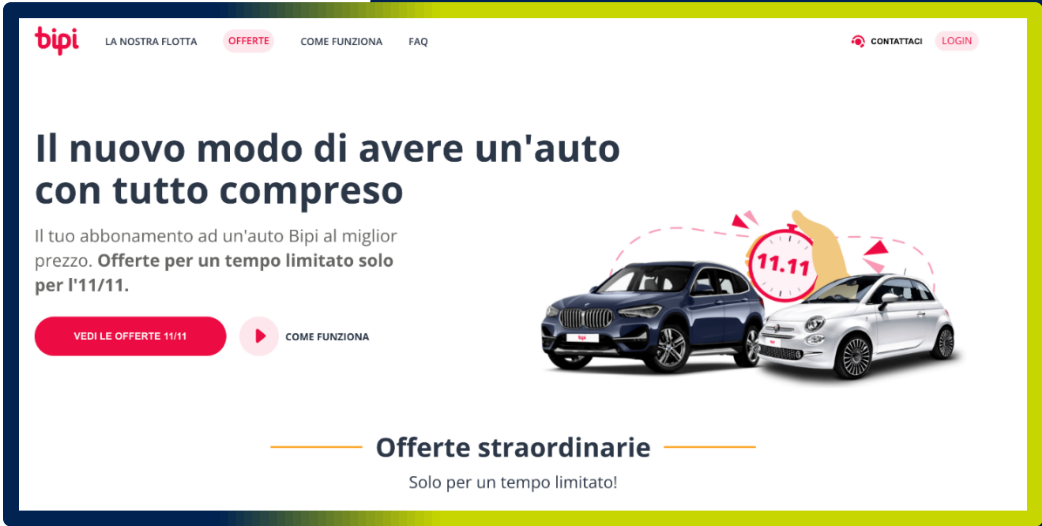 bipi
LA NOSTRA FLOTTA
OFFERTE
COME FUNZIONA
FAQ
CONTATTACI
LOGIN
Il nuovo modo di avere un'auto
con tutto compreso
Il tuo abbonamento ad un'auto Bipi al miglior
prezzo. Offerte per un tempo limitato solo
per l'11/11.
VEDI LE OFFERTE 11/11
COME FUNZIONA
11.11
bipi
Offerte straordinarie
Solo per un tempo limitato!